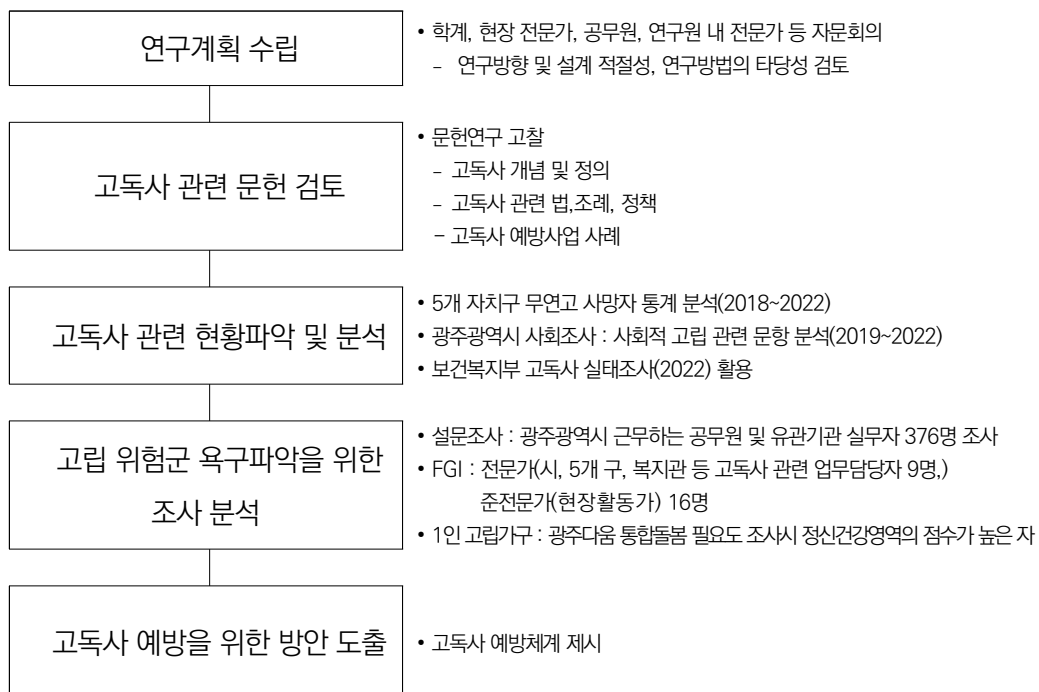 연구계획 수립
• 학계, 현장 전문가, 공무원, 연구원 내 전문가 등 자문회의
- 연구방향 및 설계 적절성, 연구방법의 타당성 검토
고독사 관련 문헌 검토
• 문헌연구 고찰
- 고독사 개념 및 정의
- 고독사 관련 법,조례, 정책
- 고독사 예방사업 사례
고독사 관련 현황파악 및 분석
• 5개 자치구 무연고 사망자 통계 분석(2018~2022)
• 광주광역시 사회조사 : 사회적 고립 관련 문항 분석(2019~2022)
• 보건복지부 고독사 실태조사(2022) 활용
고립 위험군 욕구파악을 위한
조사 분석
• 설문조사 : 광주광역시 근무하는 공무원 및 유관기관 실무자 376명 조사
• FGI : 전문가(시, 5개 구, 복지관 등 고독사 관련 업무담당자 9명,)
준전문가(현장활동가) 16명
• 1인 고립가구 : 광주다움 통합돌봄 필요도 조사시 정신건강영역의 점수가 높은 자
고독사 예방을 위한 방안 도출
• 고독사 예방체계 제시